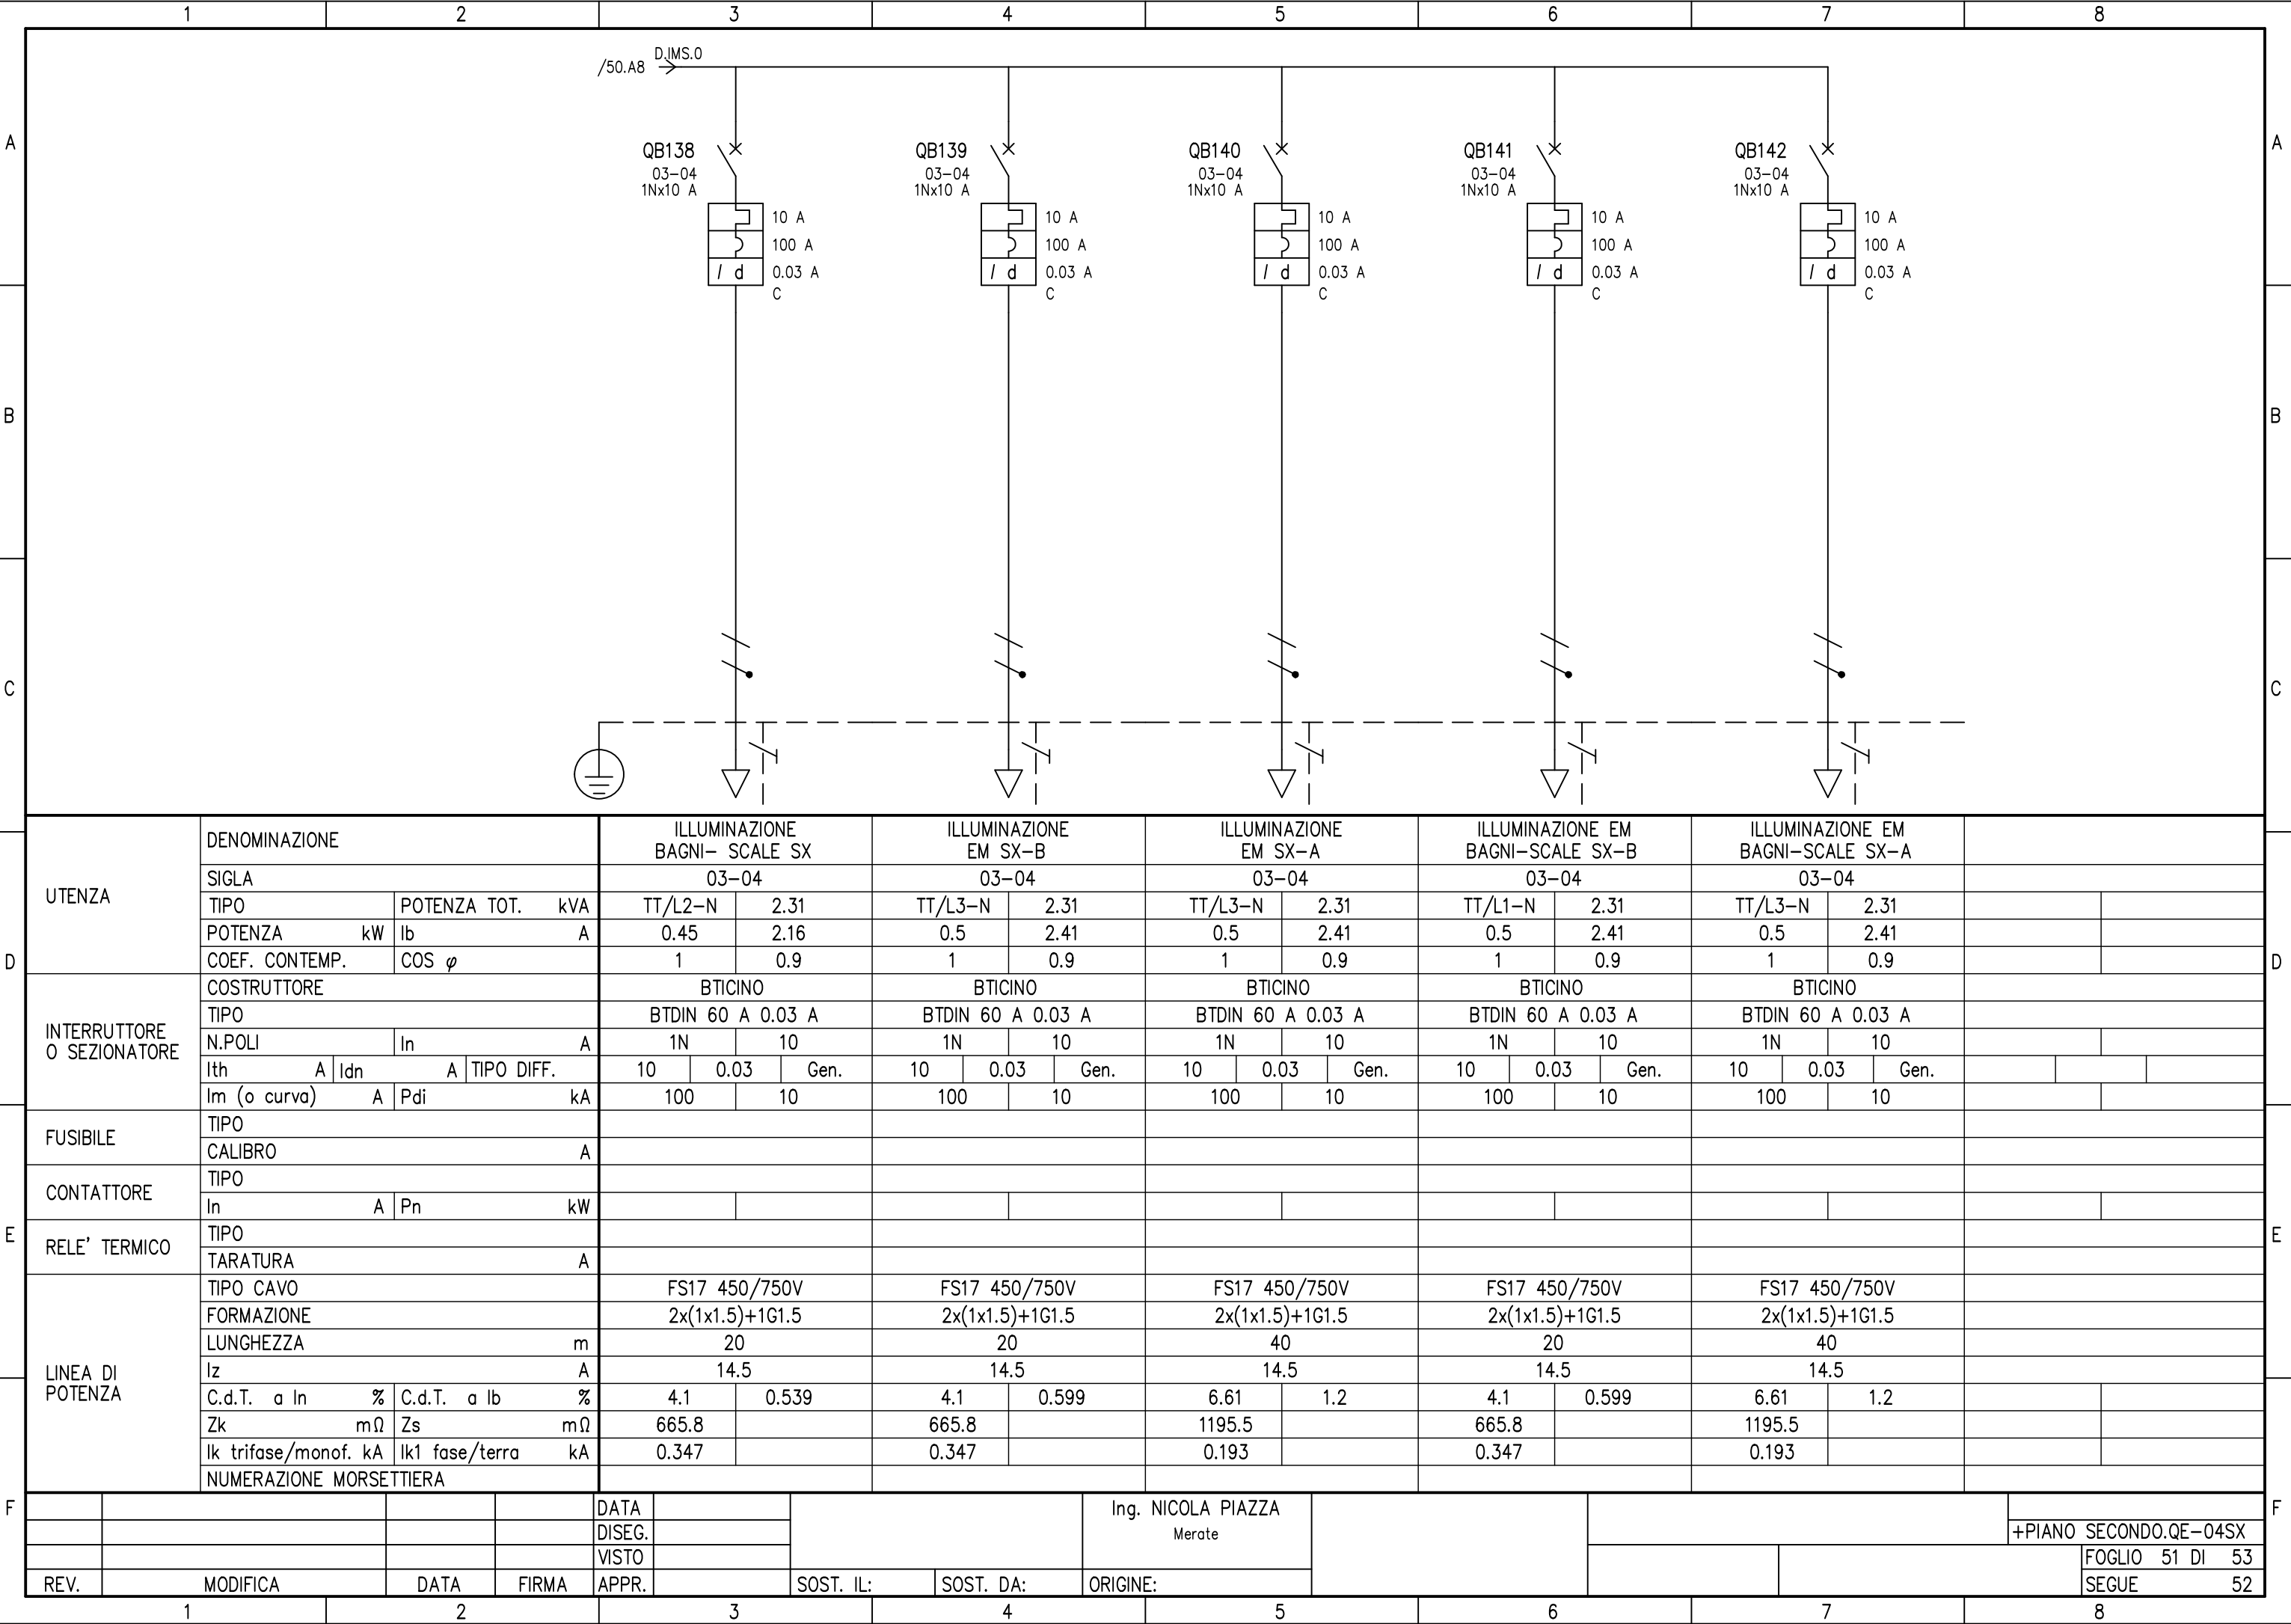 1 2 3 4 5 6 7 8
/50.A8 D.IMS.0
A A
QB138 QB139 QB140 QB141 QB142
03-04 03-04 03-04 03-04 03-04
1Nx10 A 1Nx10 A 1Nx10 A 1Nx10 A 1Nx10 A
10 A 10 A 10 A 10 A 10 A
100 A 100 A 100 A 100 A 100 A
I d 0.03 A I d 0.03 A I d 0.03 A I d 0.03 A I d 0.03 A
C C C C C
B B
C C
DENOMINAZIONE ILLUMINAZIONE ILLUMINAZIONE ILLUMINAZIONE ILLUMINAZIONE EM ILLUMINAZIONE EM
BAGNI- SCALE SX EM SX-B EM SX-A BAGNI-SCALE SX-B BAGNI-SCALE SX-A
UTENZA
SIGLA 03-04 03-04 03-04 03-04 03-04
TIPO POTENZA TOT. kVA TT/L2-N 2.31 TT/L3-N 2.31 TT/L3-N 2.31 TT/L1-N 2.31 TT/L3-N 2.31
POTENZA kW Ib A 0.45 2.16 0.5 2.41 0.5 2.41 0.5 2.41 0.5 2.41
D COEF. CONTEMP. COS φ 1 0.9 1 0.9 1 0.9 1 0.9 1 0.9 D
INTERRUTTORE
O SEZIONATORE
COSTRUTTORE BTICINO BTICINO BTICINO BTICINO BTICINO
TIPO BTDIN 60 A 0.03 A BTDIN 60 A 0.03 A BTDIN 60 A 0.03 A BTDIN 60 A 0.03 A BTDIN 60 A 0.03 A
N.POLI In A 1N 10 1N 10 1N 10 1N 10 1N 10
Ith A Idn A TIPO DIFF. 10 0.03 Gen. 10 0.03 Gen. 10 0.03 Gen. 10 0.03 Gen. 10 0.03 Gen.
Im (o curva) A Pdi kA 100 10 100 10 100 10 100 10 100 10
FUSIBILE
TIPO
CALIBRO A
CONTATTORE
TIPO
In A Pn kW
E RELE' TERMICO E
TIPO
TARATURA A
LINEA DI
POTENZA
TIPO CAVO FS17 450/750V FS17 450/750V FS17 450/750V FS17 450/750V FS17 450/750V
FORMAZIONE 2x(1x1.5)+1G1.5 2x(1x1.5)+1G1.5 2x(1x1.5)+1G1.5 2x(1x1.5)+1G1.5 2x(1x1.5)+1G1.5
LUNGHEZZA m 20 20 40 20 40
Iz A 14.5 14.5 14.5 14.5 14.5
C.d.T. a In % C.d.T. a Ib % 4.1 0.539 4.1 0.599 6.61 1.2 4.1 0.599 6.61 1.2
Zk mΩ Zs mΩ 665.8 665.8 1195.5 665.8 1195.5
Ik trifase/monof. kA Ik1 fase/terra kA 0.347 0.347 0.193 0.347 0.193
NUMERAZIONE MORSETTIERA
F F
DATA Ing. NICOLA PIAZZA
DISEG. Merate +PIANO SECONDO.QE-04SX
VISTO FOGLIO 51 DI 53
REV. MODIFICA DATA FIRMA APPR. SOST. IL: SOST. DA: ORIGINE: SEGUE 52
1 2 3 4 5 6 7 8